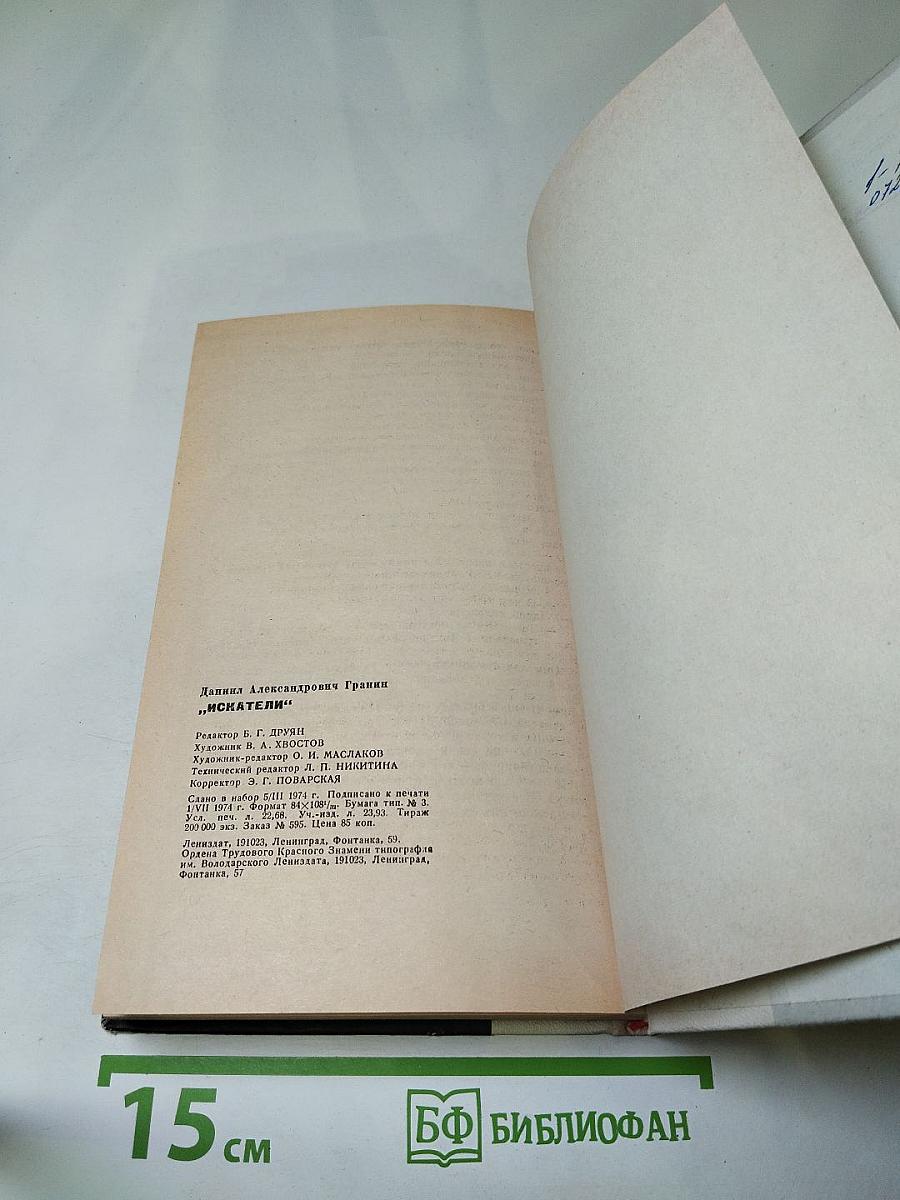 Даниил Александрович Гранин
„ИСКАТЕЛИ“
Редактор Б. Г. ДРУЯН
Художник В. А. ХВОСТОВ
Художник-редактор О. И. МАСЛАКОВ
Технический редактор Л. П. НИКИТИНА
Корректор Э. Г. ПОВАРСКАЯ
Сдано в набор 5/III 1974 г. Подписано к печати
1/VII 1974 г. Формат 84×108¹/₃₂. Бумага тип. № 3.
Усл. печ. л. 22,68. Уч.-изд. л. 23,93. Тираж
200 000 экз. Заказ № 595. Цена 85 коп.
Лениздат, 191023, Ленинград, Фонтанка, 59.
Ордена Трудового Красного Знамени типография
им. Володарского Лениздата, 191023, Ленинград,
Фонтанка, 57
15 см
БФ БИБЛИОФАН